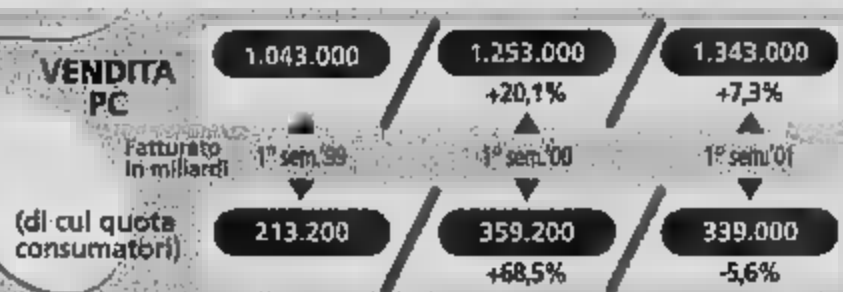 VENDITA
PC
1.043.000
1.253.000
1.343.000
+20,1%
+7,3%
Fatturato
in miliardi
1° sem.'99
1° sem.'00
1° sem.'01
(di cui quota
consumatori)
213.200
359.200
339.000
+68,5%
-5,6%